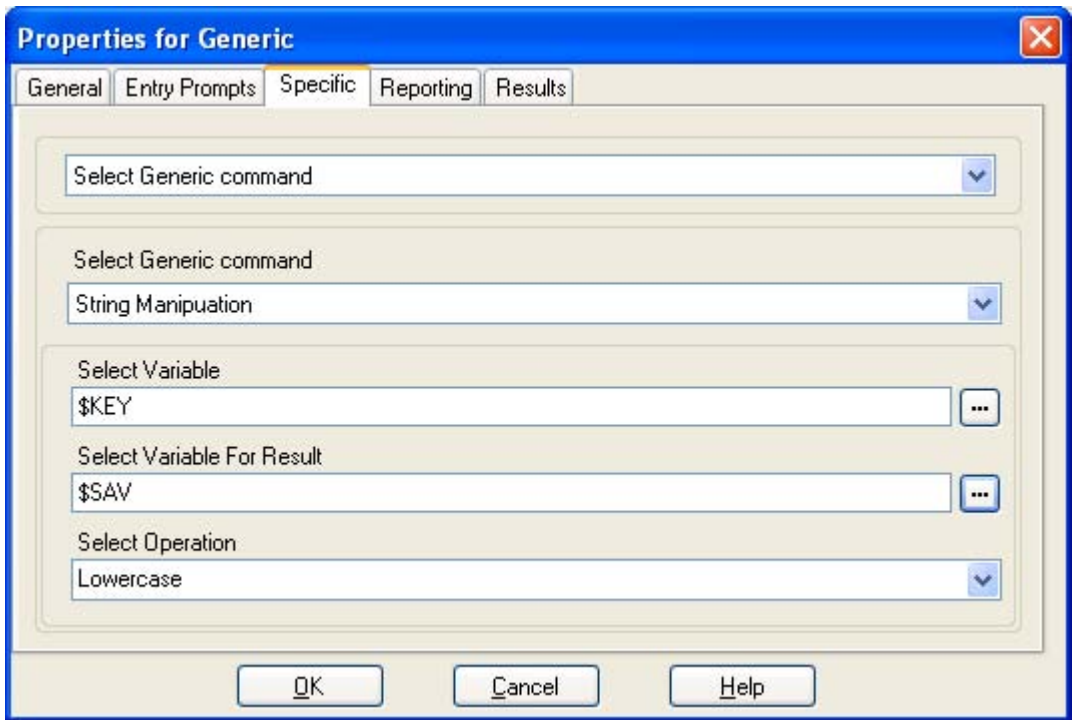 Properties for Generic
General Entry Prompts Specific Reporting Results
Select Generic command
Select Generic command
String Manipuation
Select Variable
$KEY
...
Select Variable For Result
$SAV
...
Select Operation
Lowercase
OK Cancel Help